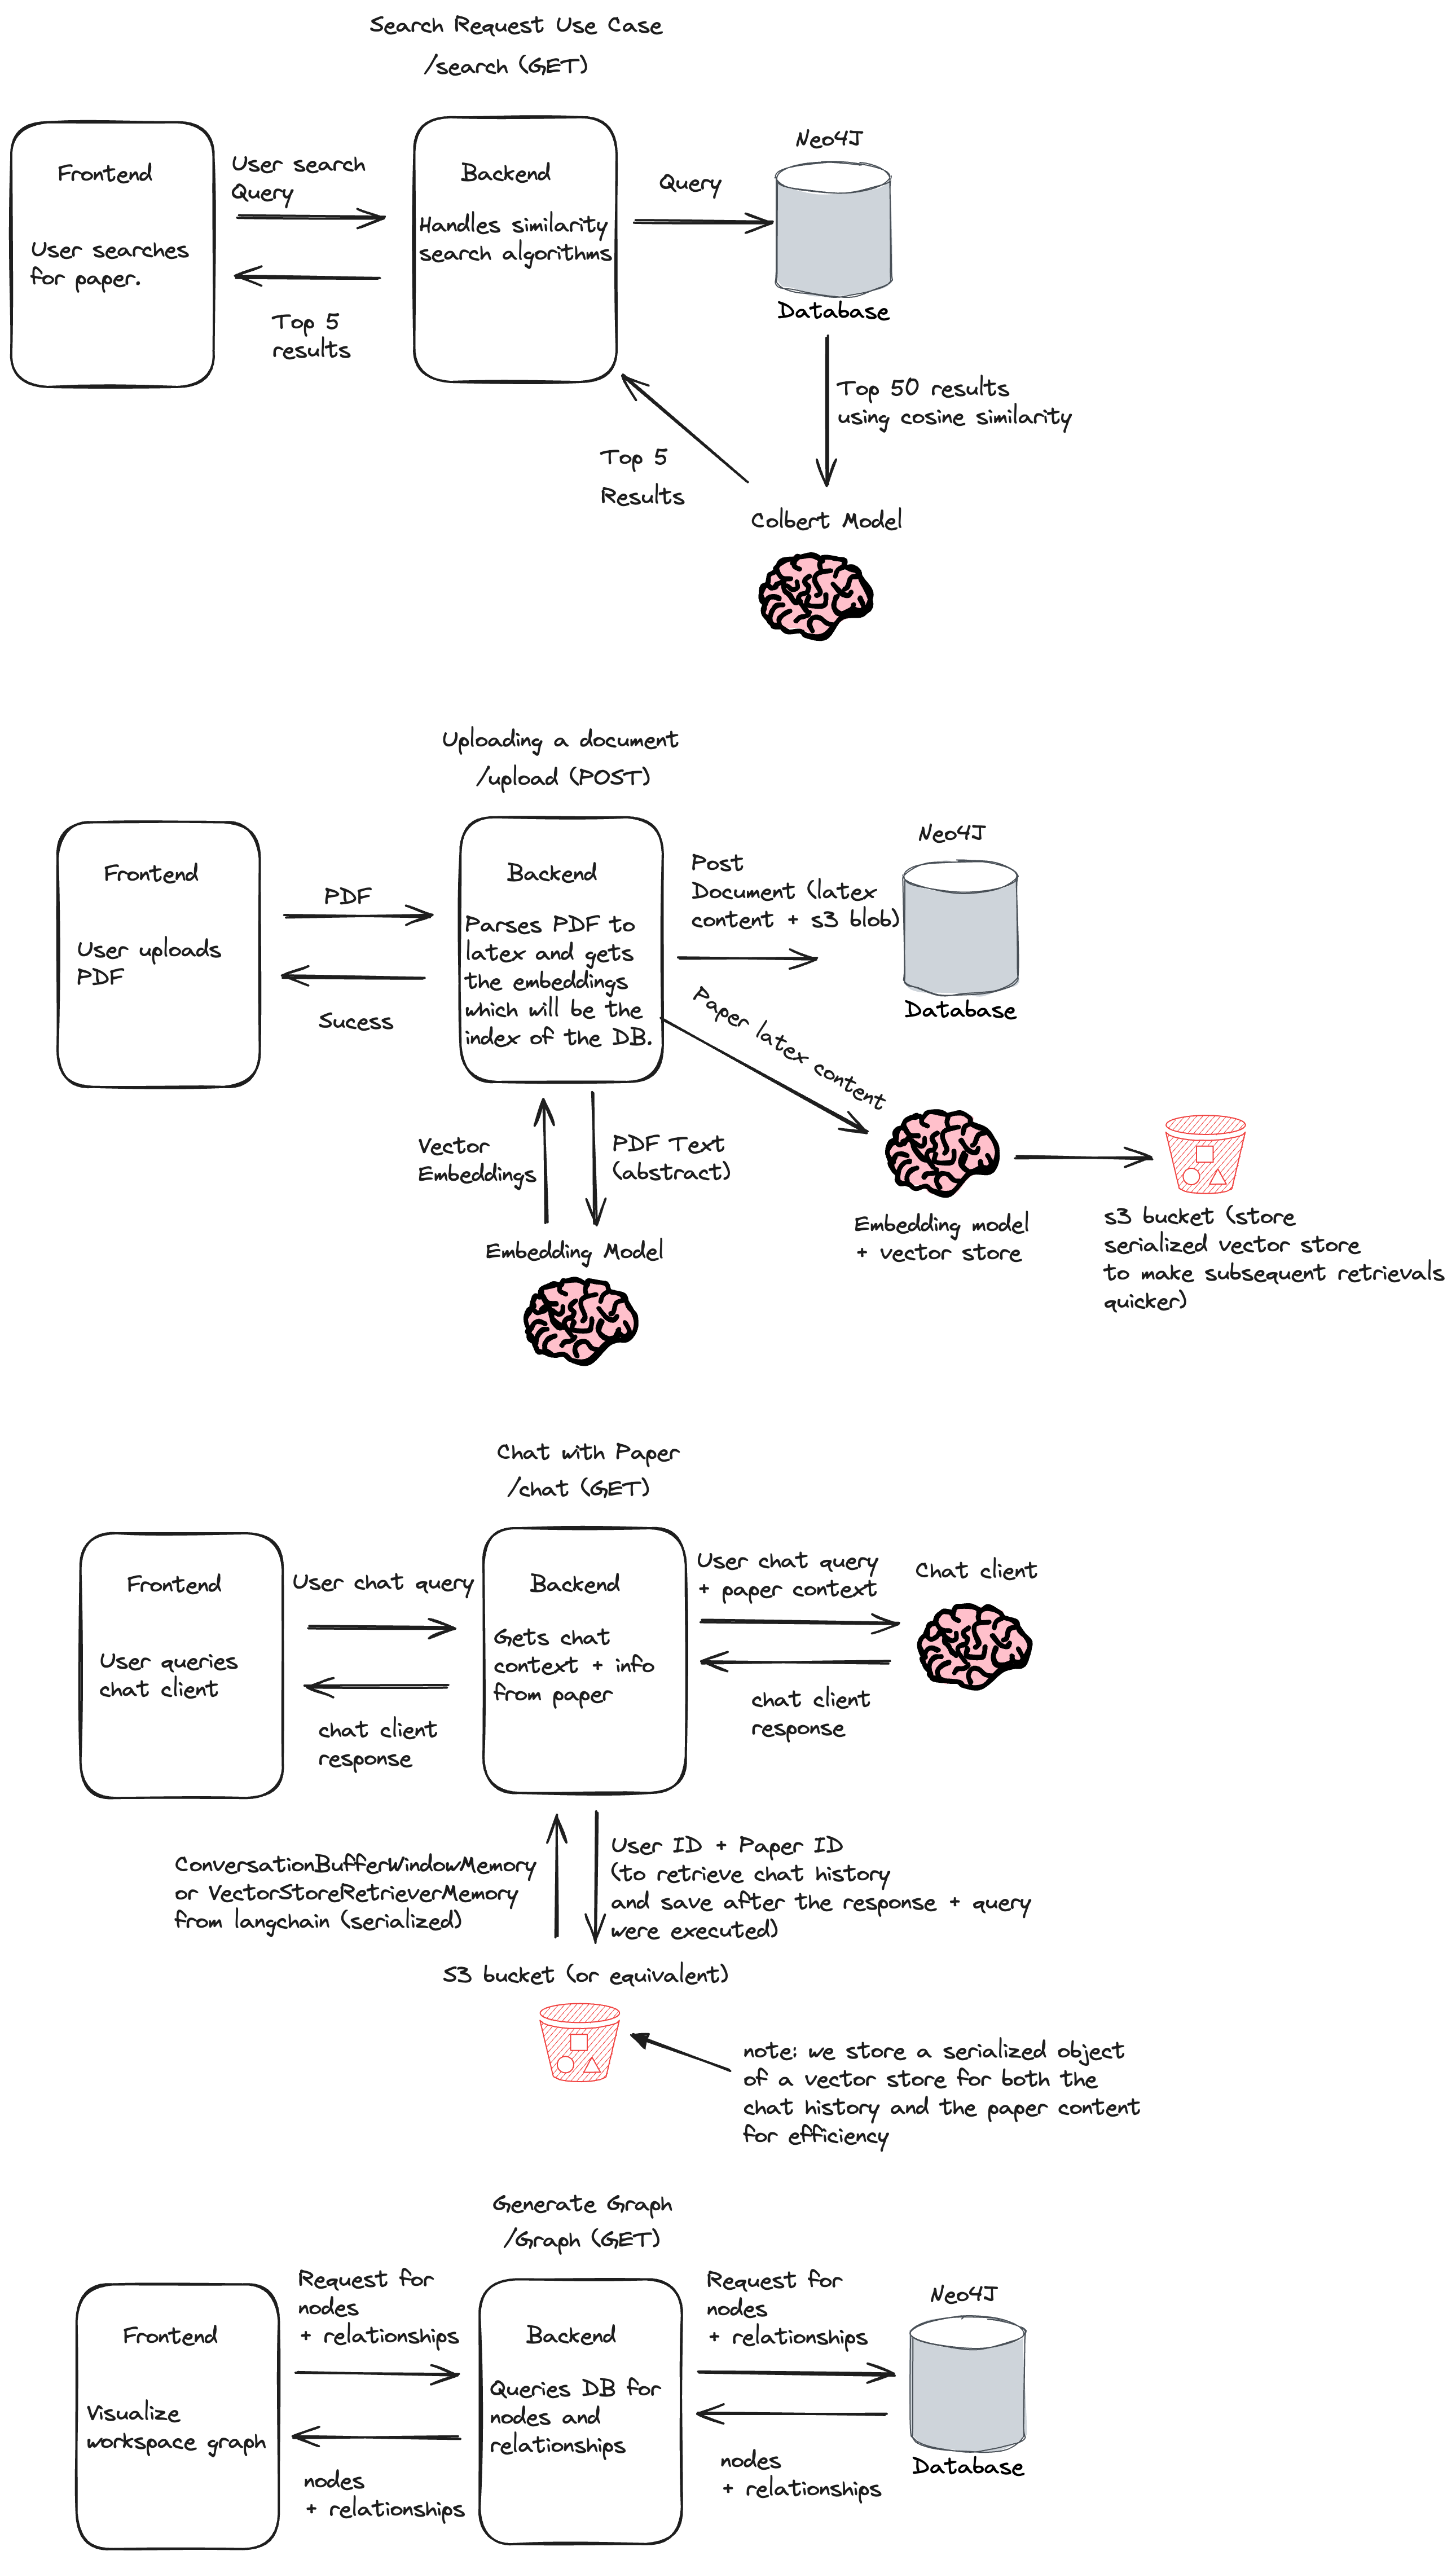 Search Request Use Case
/search (GET)
Frontend
User searches
for paper.
User search
Query
Top 5
results
Backend
Handles similarity
search algorithms
Query
Neo4J
Database
Top 50 results
using cosine similarity
Top 5
Results
Colbert Model
Uploading a document
/upload (POST)
Frontend
User uploads
PDF
PDF
Sucess
Backend
Parses PDF to
latex and gets
the embeddings
which will be the
index of the DB.
Post
Document (latex
content + s3 blob)
Neo4J
Database
Paper latex content
Vector
Embeddings
PDF Text
(abstract)
Embedding Model
Embedding model
+ vector store
s3 bucket (store
serialized vector store
to make subsequent retrievals
quicker)
Chat with Paper
/chat (GET)
Frontend
User queries
chat client
User chat query
chat client
response
Backend
Gets chat
context + info
from paper
User chat query
+ paper context
chat client
response
Chat client
ConversationBufferWindowMemory
or VectorStoreRetrieverMemory
from langchain (serialized)
User ID + Paper ID
(to retrieve chat history
and save after the response + query
were executed)
S3 bucket (or equivalent)
note: we store a serialized object
of a vector store for both the
chat history and the paper content
for efficiency
Generate Graph
/Graph (GET)
Frontend
Visualize
workspace graph
Request for
nodes
+ relationships
nodes
+ relationships
Backend
Queries DB for
nodes and
relationships
Request for
nodes
+ relationships
nodes
+ relationships
Neo4J
Database